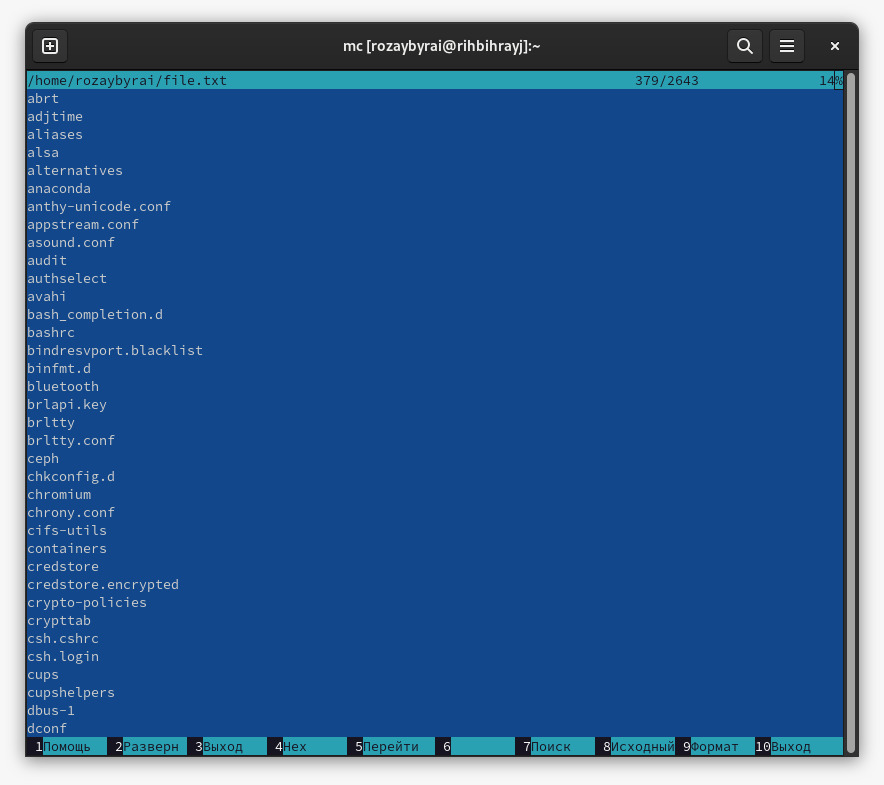 mc [rozaybyrai@rihbihrayj]:~
/home/rozaybyrai/file.txt 379/2643 14%
abrt
adjtime
aliases
alsa
alternatives
anaconda
anthy-unicode.conf
appstream.conf
asound.conf
audit
authselect
avahi
bash_completion.d
bashrc
bindresvport.blacklist
binfmt.d
bluetooth
brlapi.key
brltty
brltty.conf
ceph
chkconfig.d
chromium
chrony.conf
cifs-utils
containers
credstore
credstore.encrypted
crypto-policies
crypttab
csh.cshrc
csh.login
cups
cupshelpers
dbus-1
dconf
1Помощь 2Разверн 3Выход 4Hex 5Перейти 6 7Поиск 8Исходный 9Формат 10Выход